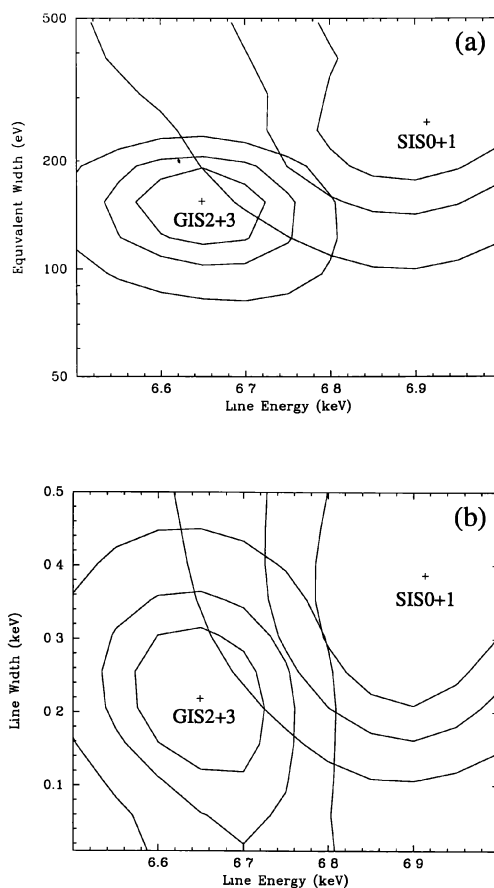 (a)
500
200
100
50
Equivalent Width (eV)
SIS0+1
GIS2+3
6.6 6.7 6.8 6.9
Line Energy (keV)
(b)
0.5
0.4
0.3
0.2
0.1
Line Width (keV)
SIS0+1
GIS2+3
6.6 6.7 6.8 6.9
Line Energy (keV)